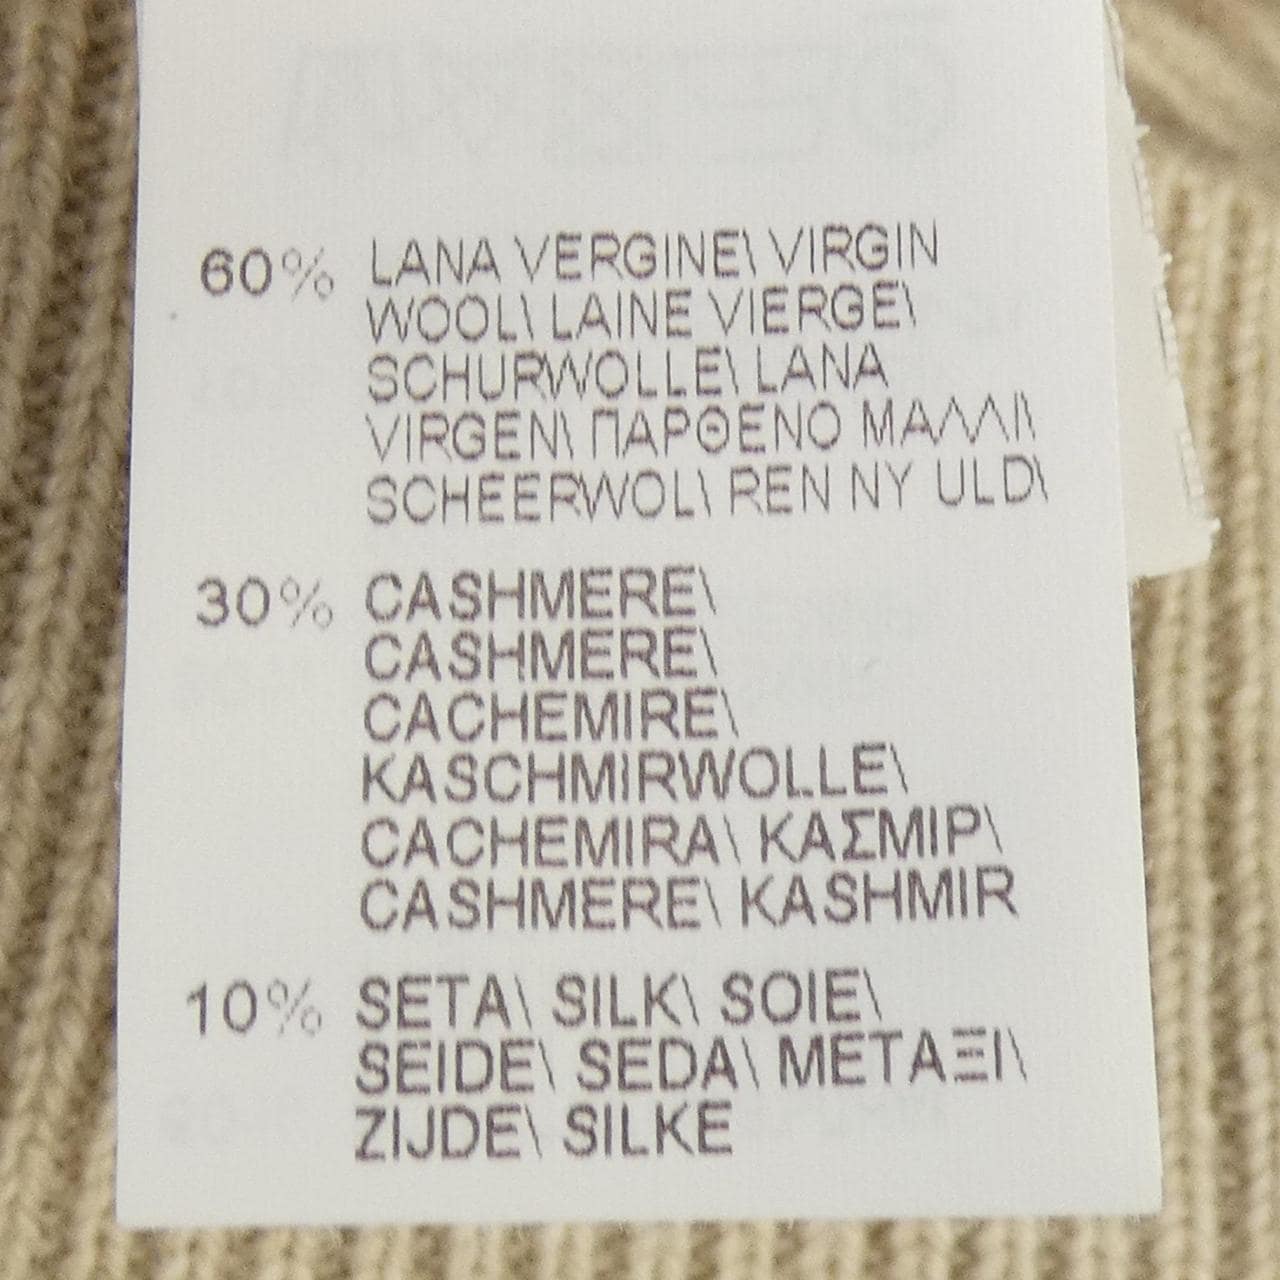 60% LANA VERGINE\ VIRGIN
WOOL\ LAINE VIERGE\
SCHURWOLLE\ LANA
VIRGEN\ ΠΑΡΘΕΝΟ ΜΑΛΛΙ\
SCHEERWOL\ REN NY ULD\
30% CASHMERE\
CASHMERE\
CACHEMIRE\
KASCHMIRWOLLE\
CACHEMIRA\ ΚΑΣΜΙΡ\
CASHMERE\ KASHMIR
10% SETA\ SILK\ SOIE\
SEIDE\ SEDA\ ΜΕΤΑΞΙ\
ZIJDE\ SILKE